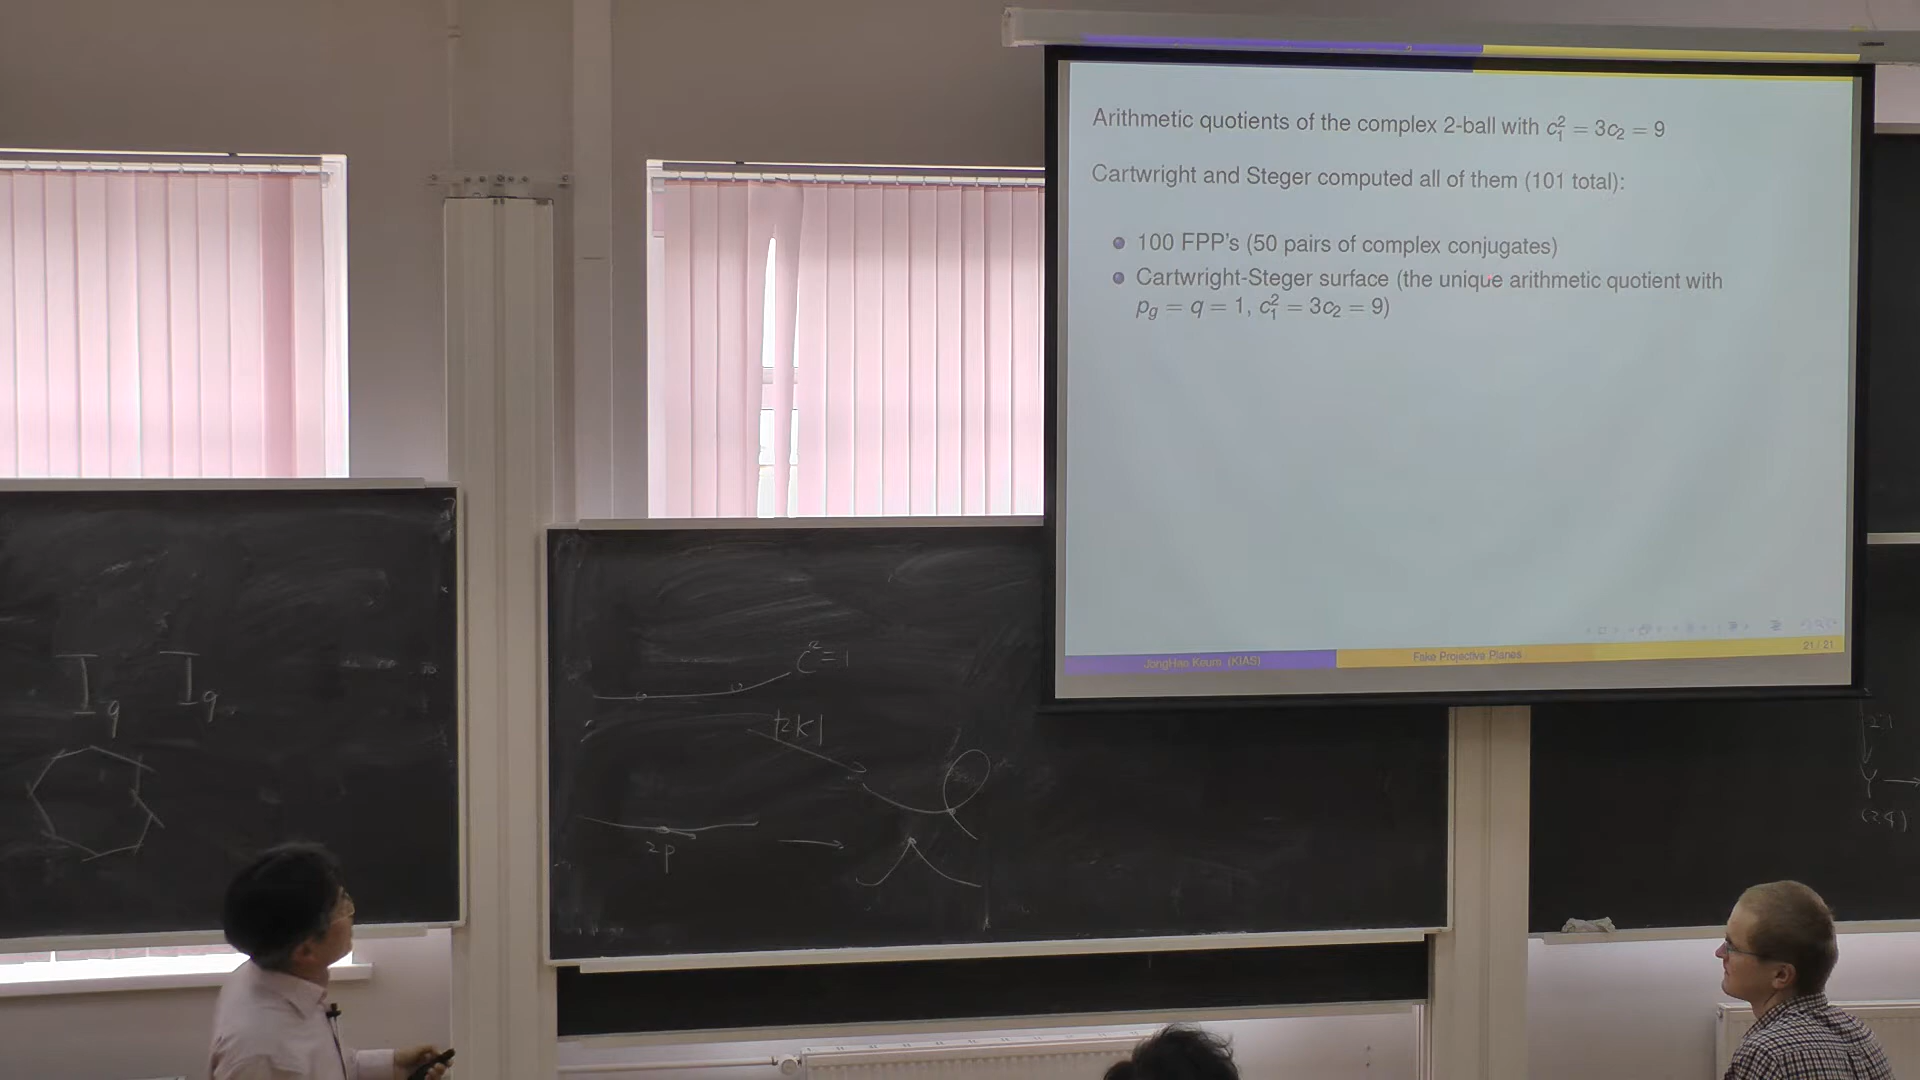 Arithmetic quotients of the complex 2-ball with c₁² = 3c₂ = 9
Cartwright and Steger computed all of them (101 total):
100 FPP's (50 pairs of complex conjugates)
Cartwright-Steger surface (the unique arithmetic quotient with
p_g = q = 1, c₁² = 3c₂ = 9)
JongHae Keum (KIAS)
Fake Projective Planes
21 / 21
I₉ I₉
C² = 1
|2K|
2p
Y →